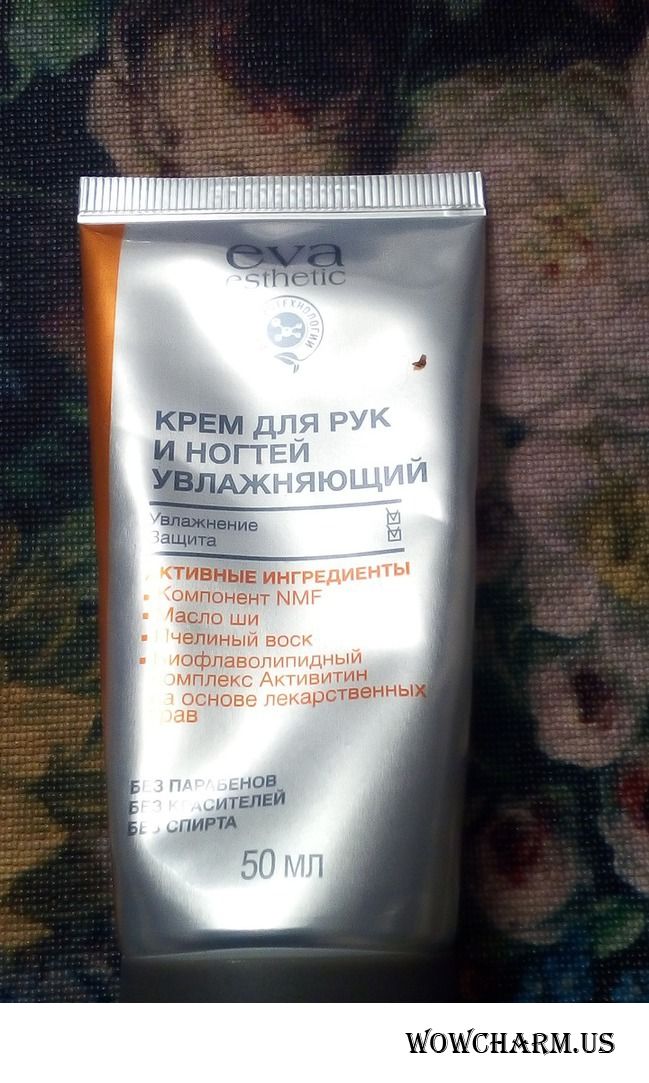 eva
esthetic
ТЕХНОЛОГИИ
КРЕМ ДЛЯ РУК
И НОГТЕЙ
УВЛАЖНЯЮЩИЙ
Увлажнение
Защита
АКТИВНЫЕ ИНГРЕДИЕНТЫ
▪ Компонент NMF
▪ Масло ши
▪ Пчелиный воск
▪ Биофлаволипидный
комплекс Активитин
на основе лекарственных
трав
БЕЗ ПАРАБЕНОВ
БЕЗ КРАСИТЕЛЕЙ
БЕЗ СПИРТА
50 МЛ
WOWCHARM.US